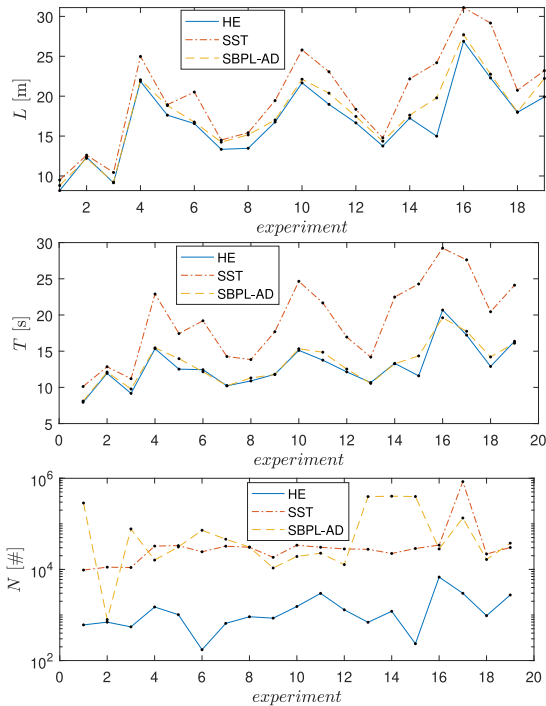 30
25
20
15
10
L [m]
HE
SST
SBPL-AD
2 4 6 8 10 12 14 16 18
experiment
30
25
20
15
10
5
T [s]
HE
SST
SBPL-AD
0 2 4 6 8 10 12 14 16 18 20
experiment
10^6
10^4
10^2
N [#]
HE
SST
SBPL-AD
0 2 4 6 8 10 12 14 16 18 20
experiment